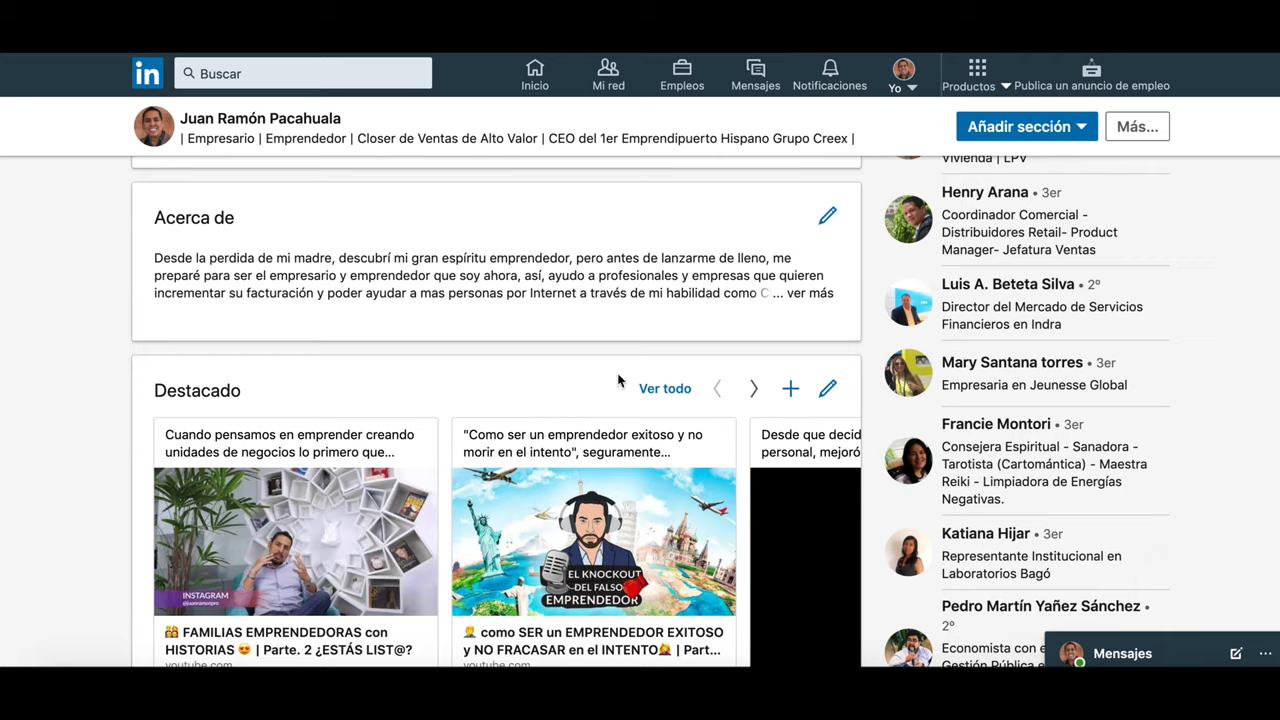 in
Buscar
Inicio
Mi red
Empleos
Mensajes
Notificaciones
Yo
Productos
Publica un anuncio de empleo
Juan Ramón Pacahuala
| Empresario | Emprendedor | Closer de Ventas de Alto Valor | CEO del 1er Emprendipuerto Hispano Grupo Creex |
Añadir sección
Más...
Acerca de
Desde la perdida de mi madre, descubrí mi gran espíritu emprendedor, pero antes de lanzarme de lleno, me
preparé para ser el empresario y emprendedor que soy ahora, así, ayudo a profesionales y empresas que quieren
incrementar su facturación y poder ayudar a mas personas por Internet a través de mi habilidad como C... ver más
Destacado
Ver todo
Cuando pensamos en emprender creando
unidades de negocios lo primero que...
INSTAGRAM
@juanramonpro
👨‍👩‍👧‍👦 FAMILIAS EMPRENDEDORAS con
HISTORIAS 😍 | Parte. 2 ¿ESTÁS LIST@?
youtube.com
"Como ser un emprendedor exitoso y no
morir en el intento", seguramente...
EL KNOCKOUT
DEL FALSO
EMPRENDEDOR
🤦‍♂️ como SER un EMPRENDEDOR EXITOSO
y NO FRACASAR en el INTENTO🤷‍♀️ | Part...
youtube.com
Desde que decid
personal, mejoró
Vivienda | LPV
Henry Arana • 3er
Coordinador Comercial -
Distribuidores Retail- Product
Manager- Jefatura Ventas
Luis A. Beteta Silva • 2º
Director del Mercado de Servicios
Financieros en Indra
Mary Santana torres • 3er
Empresaria en Jeunesse Global
Francie Montori • 3er
Consejera Espiritual - Sanadora -
Tarotista (Cartomántica) - Maestra
Reiki - Limpiadora de Energías
Negativas.
Katiana Hijar • 3er
Representante Institucional en
Laboratorios Bagó
Pedro Martín Yañez Sánchez •
2º
Economista con e
Gestión Pública e
Mensajes